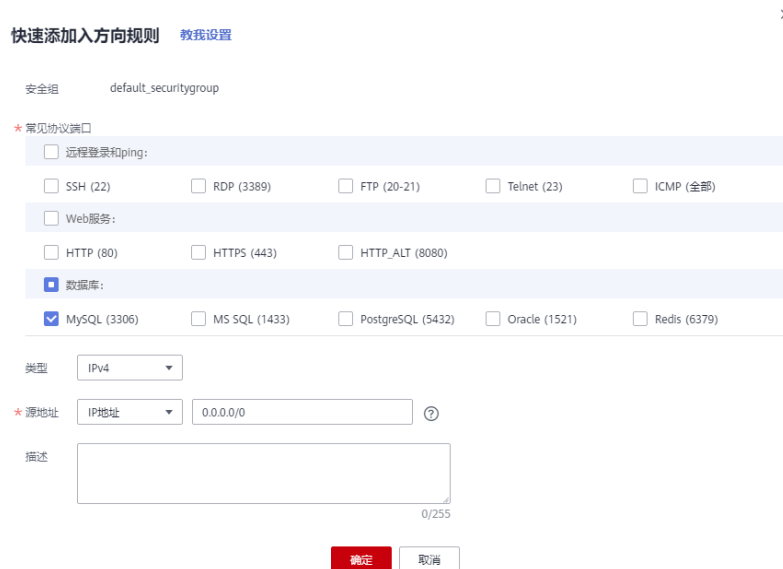 快速添加入方向规则 教我设置
安全组 default_securitygroup
* 常见协议端口
远程登录和ping:
SSH (22) RDP (3389) FTP (20-21) Telnet (23) ICMP (全部)
Web服务:
HTTP (80) HTTPS (443) HTTP_ALT (8080)
数据库:
MySQL (3306) MS SQL (1433) PostgreSQL (5432) Oracle (1521) Redis (6379)
类型 IPv4
* 源地址 IP地址 0.0.0.0/0 ?
描述
0/255
确定 取消